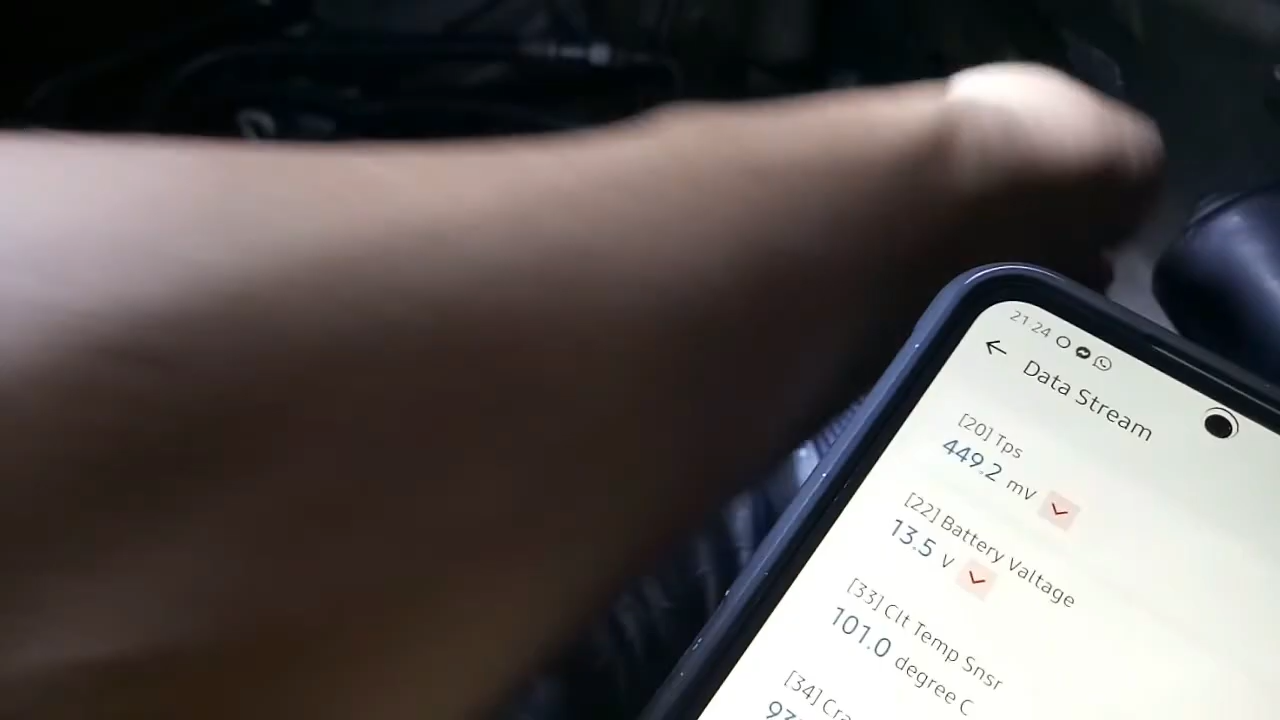 21 24
Data Stream
[20] Tps
449.2 mV
[22] Battery Valtage
13.5 V
[33] Clt Temp Snsr
101.0 degree C
[34] Cra